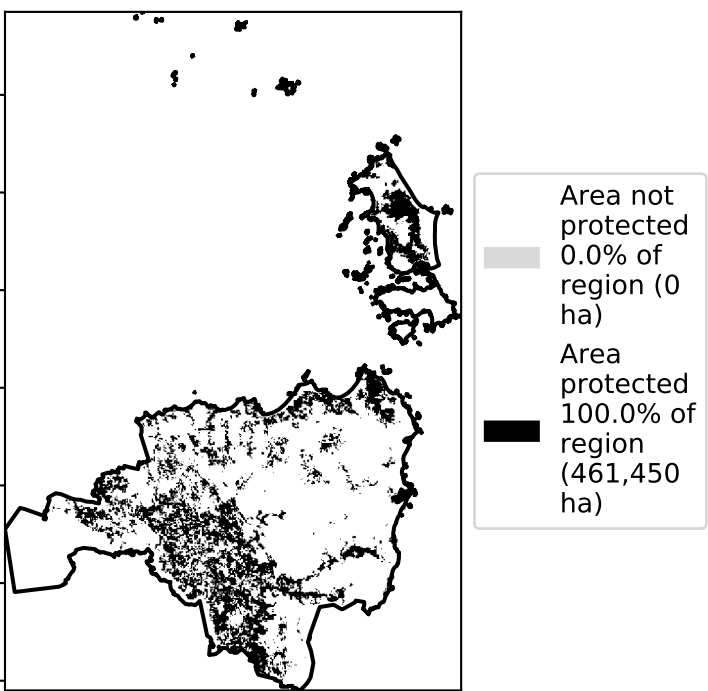 Area not
protected
0.0% of
region (0
ha)
Area
protected
100.0% of
region
(461,450
ha)